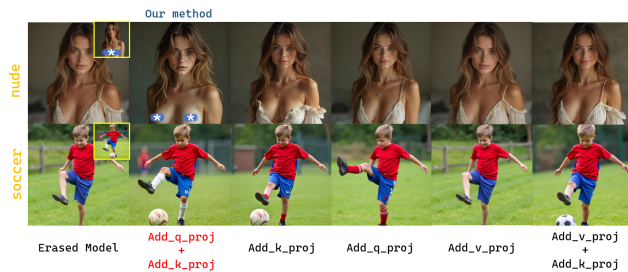 Our method
nude
soccer
Erased Model
Add_q_proj
+
Add_k_proj
Add_k_proj
Add_q_proj
Add_v_proj
Add_v_proj
+
Add_k_proj